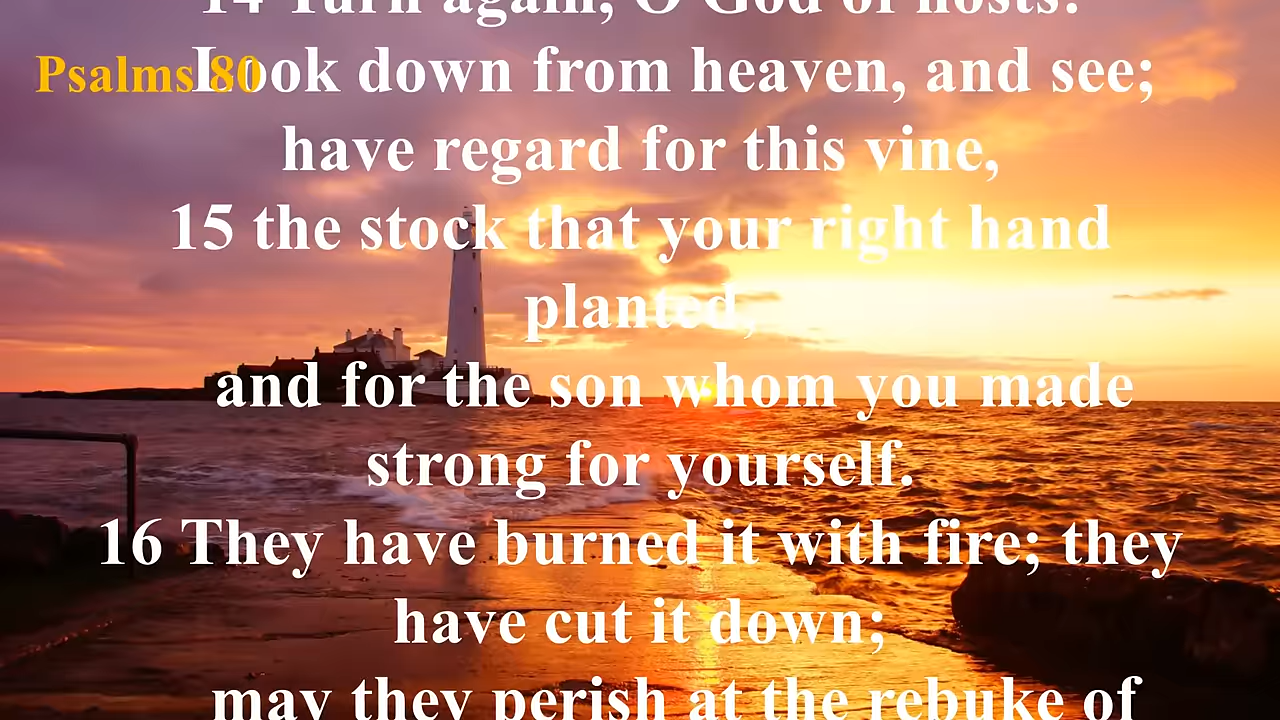 14 Turn again, O God of hosts!
Psalms 80
Look down from heaven, and see;
have regard for this vine,
15 the stock that your right hand
planted,
and for the son whom you made
strong for yourself.
16 They have burned it with fire; they
have cut it down;
may they perish at the rebuke of